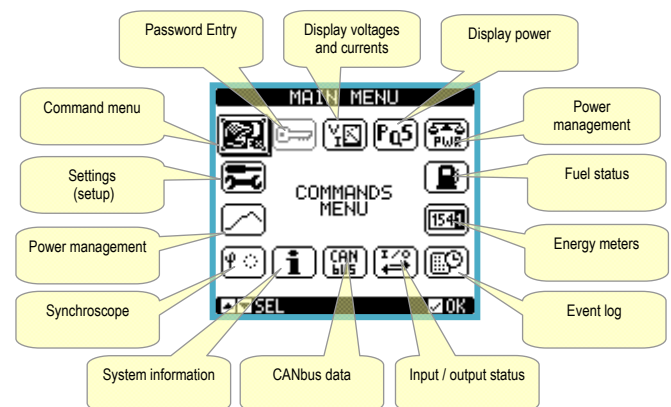 Password Entry
Display voltages
and currents
Display power
Command menu
Power
management
Settings
(setup)
Fuel status
Power management
Energy meters
Synchroscope
Event log
System information
CANbus data
Input / output status
MAIN MENU
V
I
PQS
PWR
COMMANDS
MENU
154
φ
i
CAN
bus
I/O
SEL
OK